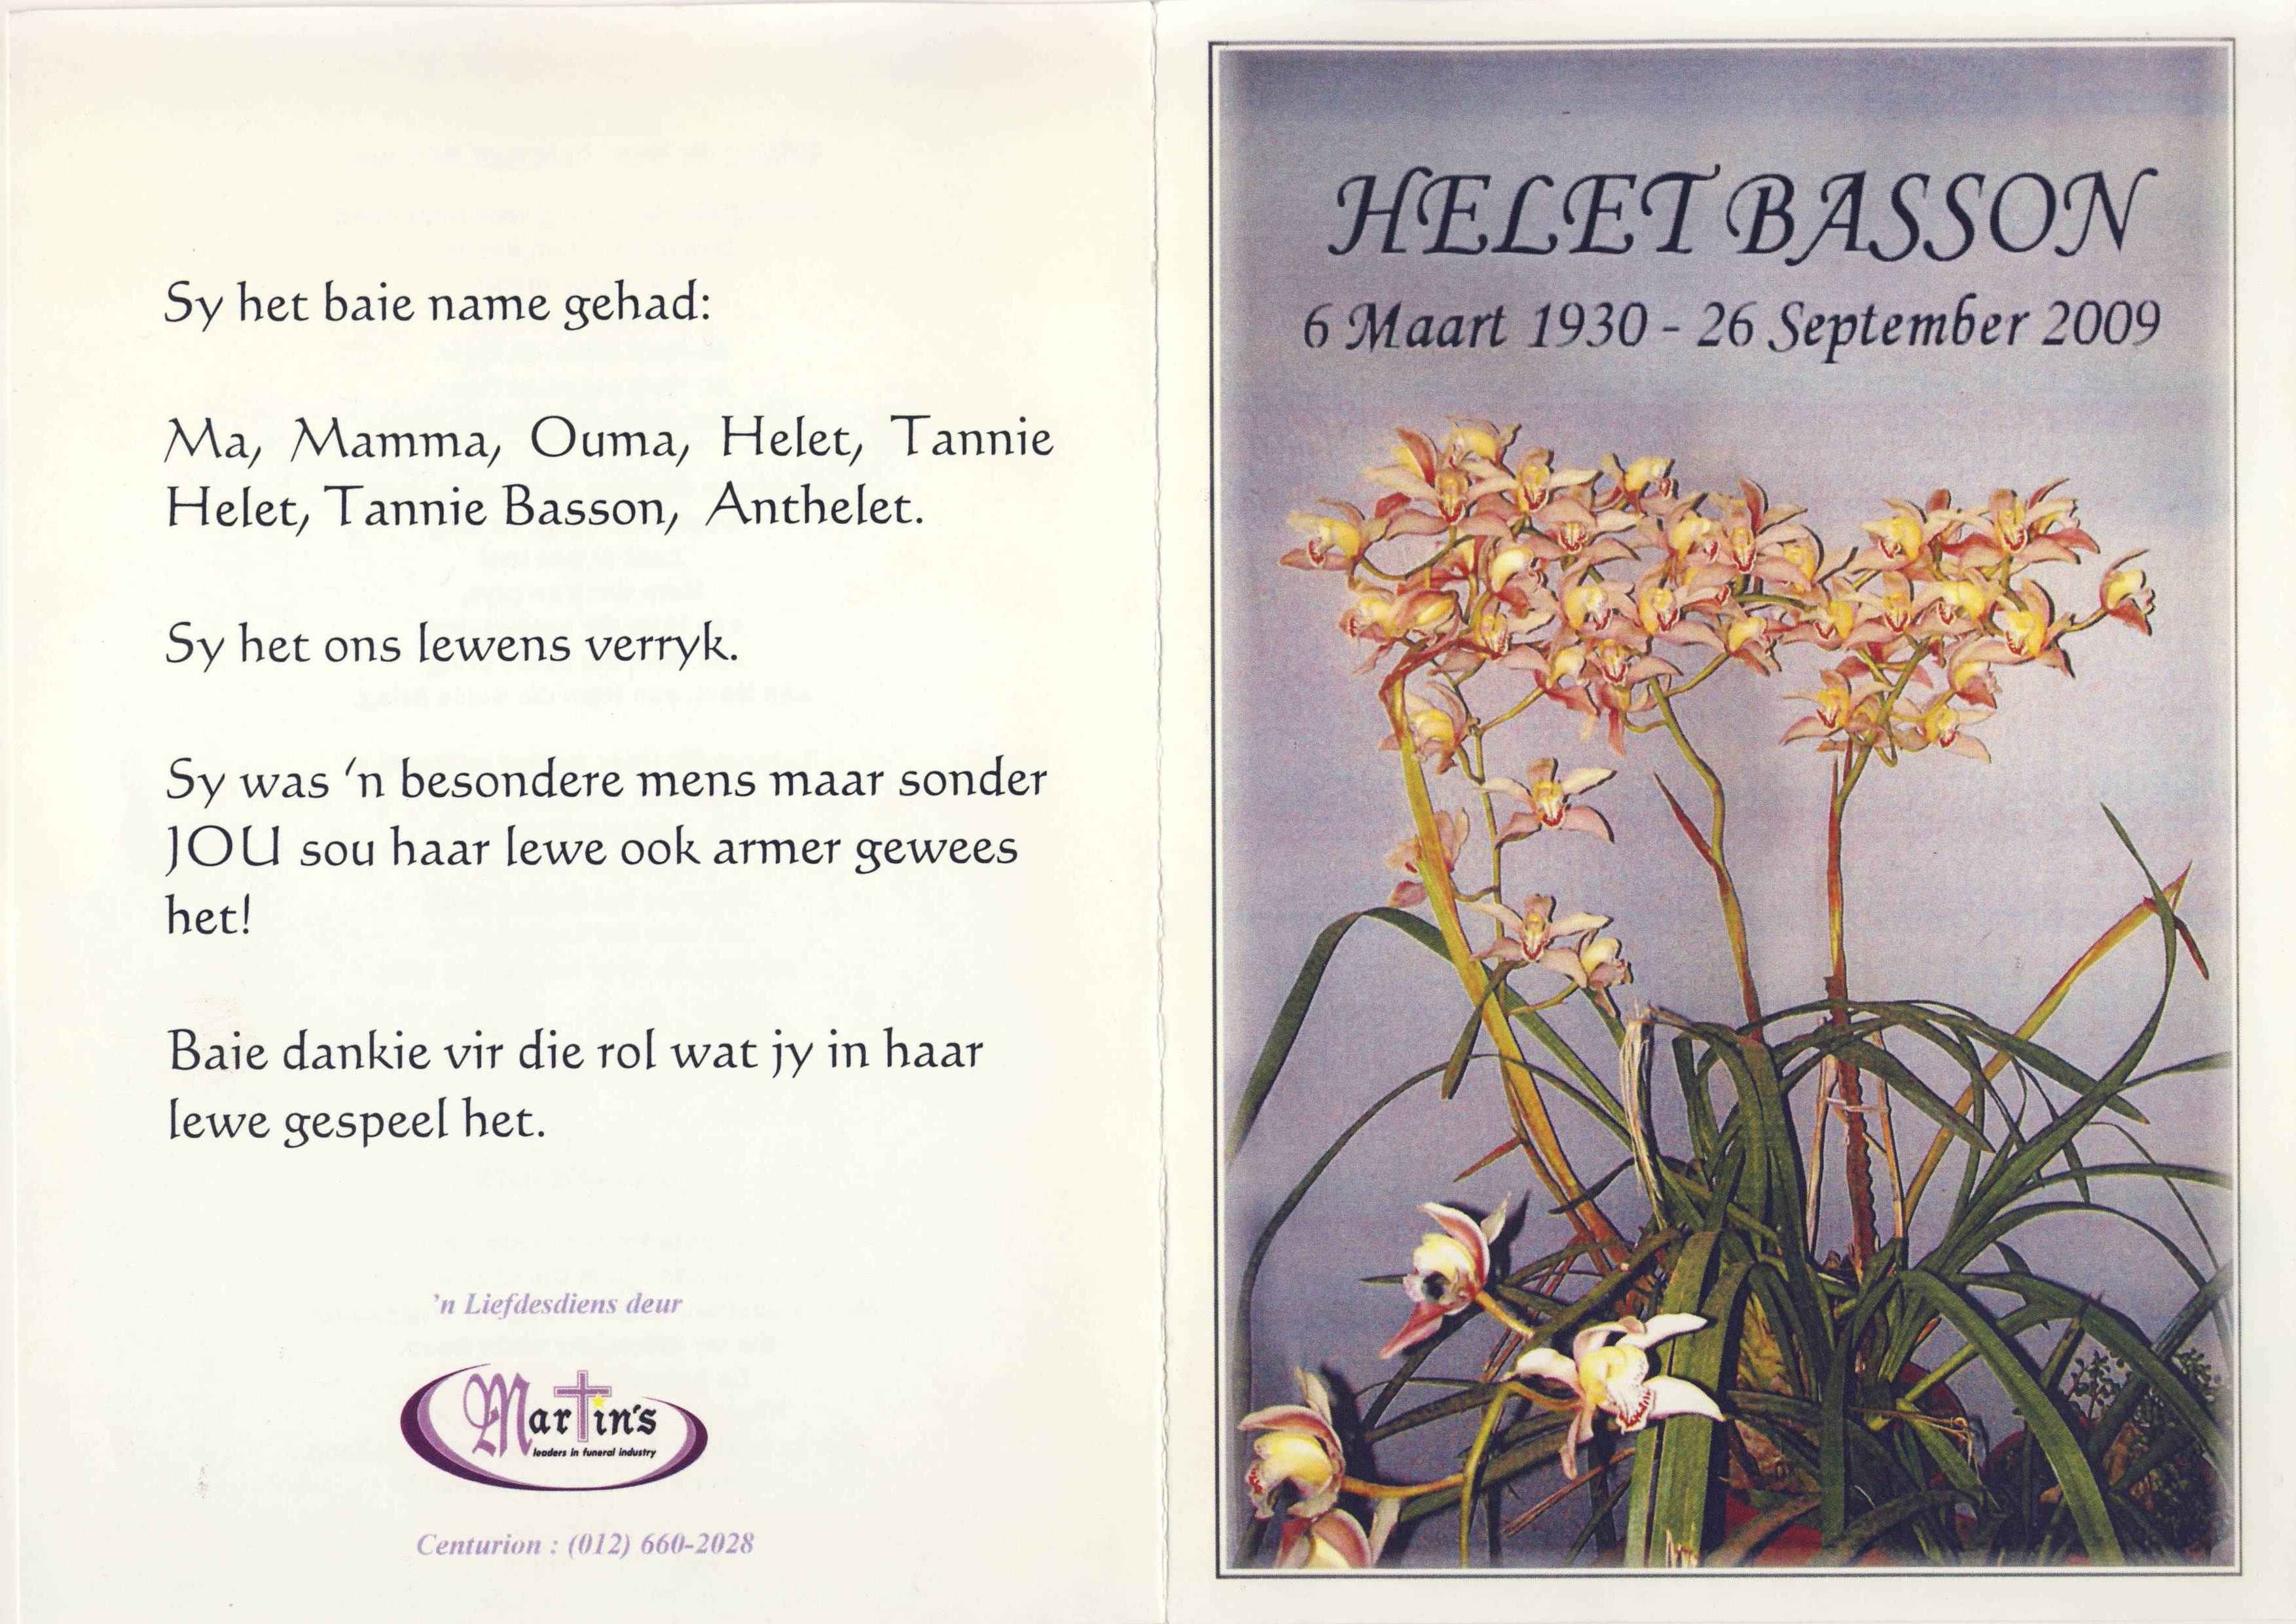 Sy het baie name gehad:
Ma, Mamma, Ouma, Helet, Tannie
Helet, Tannie Basson, Anthelet.
Sy het ons lewens verryk.
Sy was 'n besondere mens maar sonder
JOU sou haar lewe ook armer gewees
het!
Baie dankie vir die rol wat jy in haar
lewe gespeel het.
'n Liefdesdiens deur
Martin's
leaders in funeral industry
Centurion : (012) 660-2028
HELET BASSON
6 Maart 1930 - 26 September 2009